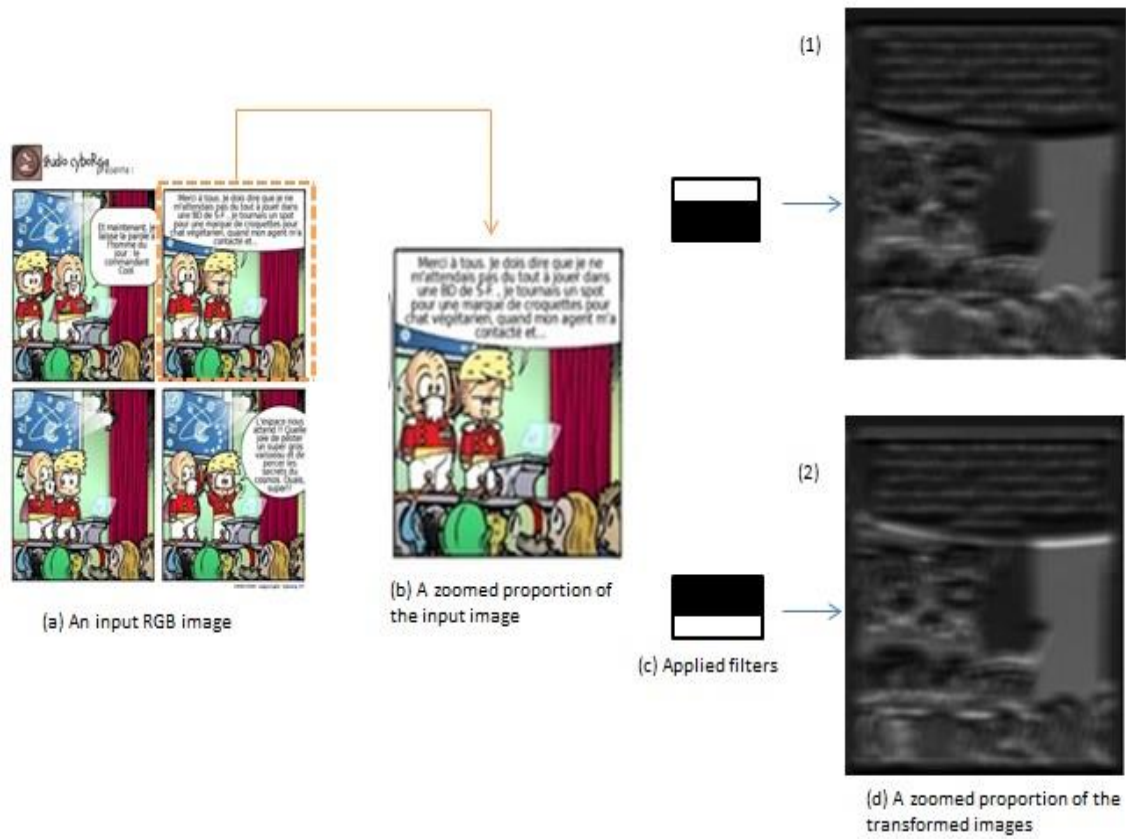 (1)
studio cyboRgia
présente :
Et maintenant, je
laisse la parole à
l'homme du
jour : le
commandant
Cool.
Merci à tous. Je dois dire que je ne
m'attendais pas du tout à jouer dans
une BD de S-F., je tournais un spot
pour une marque de croquettes pour
chat végétarien, quand mon agent m'a
contacté et...
L'espace nous
attend !! Quelle
joie de piloter
un super gros
vaisseau et de
percer les
secrets du
cosmos. Ouais,
super!!
(a) An input RGB image
Merci à tous. Je dois dire que je ne
m'attendais pas du tout à jouer dans
une BD de S-F., je tournais un spot
pour une marque de croquettes pour
chat végétarien, quand mon agent m'a
contacté et...
(b) A zoomed proportion of
the input image
(2)
(c) Applied filters
(d) A zoomed proportion of the
transformed images